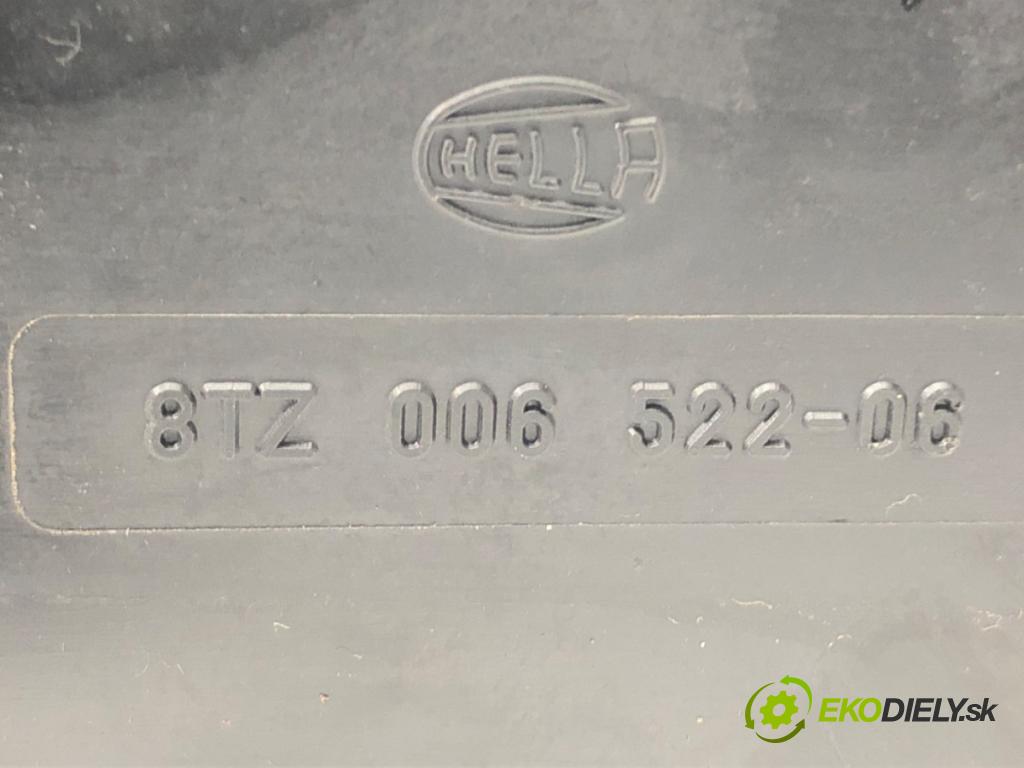 HELLA
8TZ 006 522-06
EKODIELY.sk